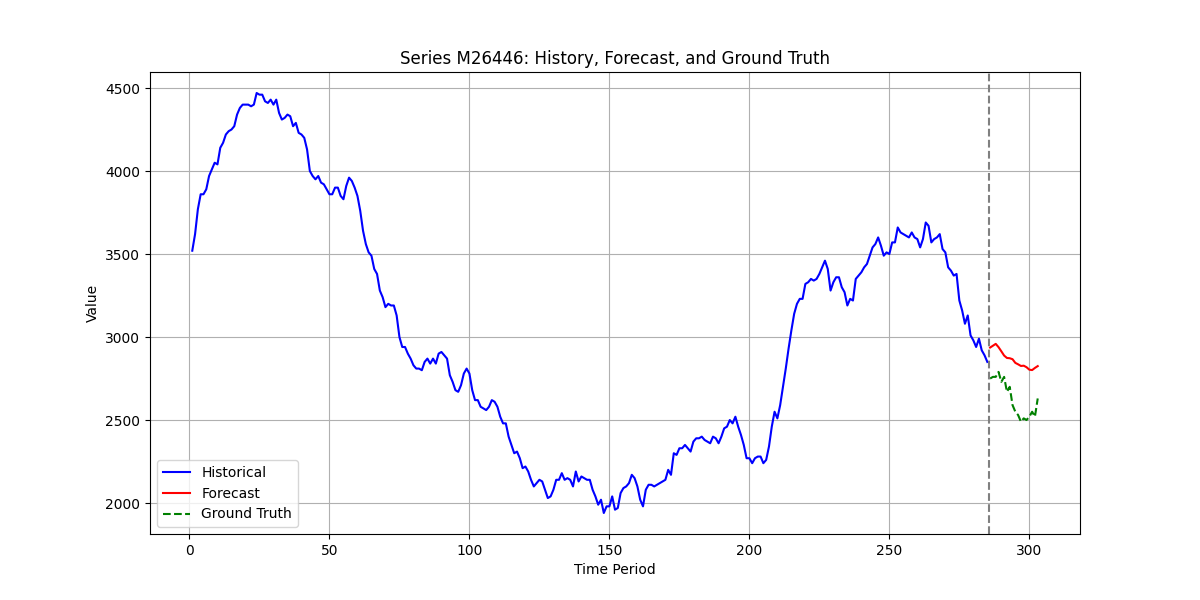 Series M26446: History, Forecast, and Ground Truth
4500
4000
3500
3000
2500
2000
Value
Historical
Forecast
Ground Truth
0 50 100 150 200 250 300
Time Period